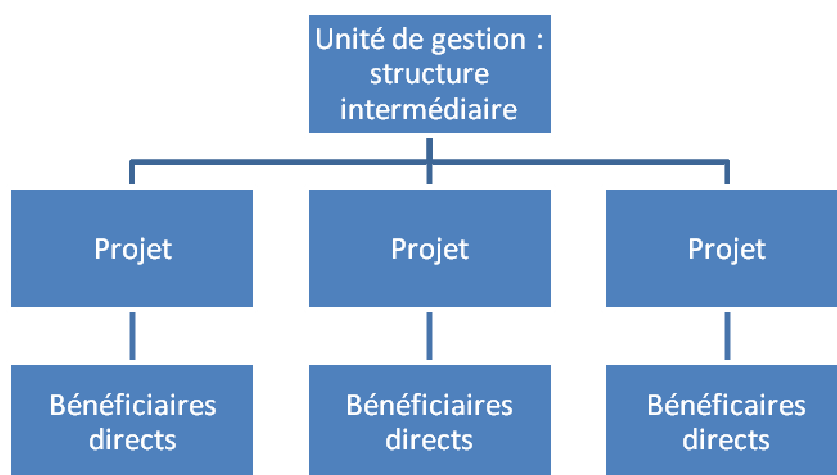 Unité de gestion :
structure
intermédiaire
Projet
Projet
Projet
Bénéficiaires
directs
Bénéficiaires
directs
Bénéficaires
directs